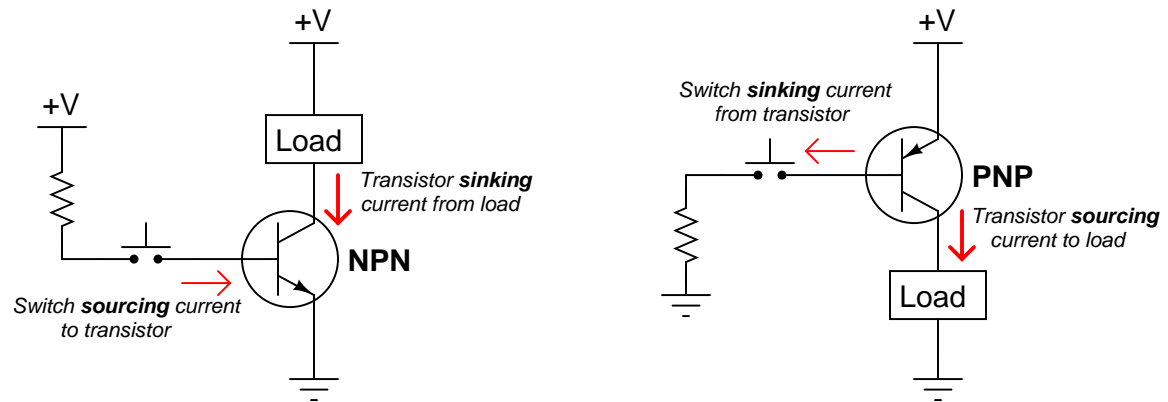 +V
+V
Load
Transistor sinking
current from load
NPN
Switch sourcing current
to transistor
+V
Switch sinking current
from transistor
PNP
Transistor sourcing
current to load
Load